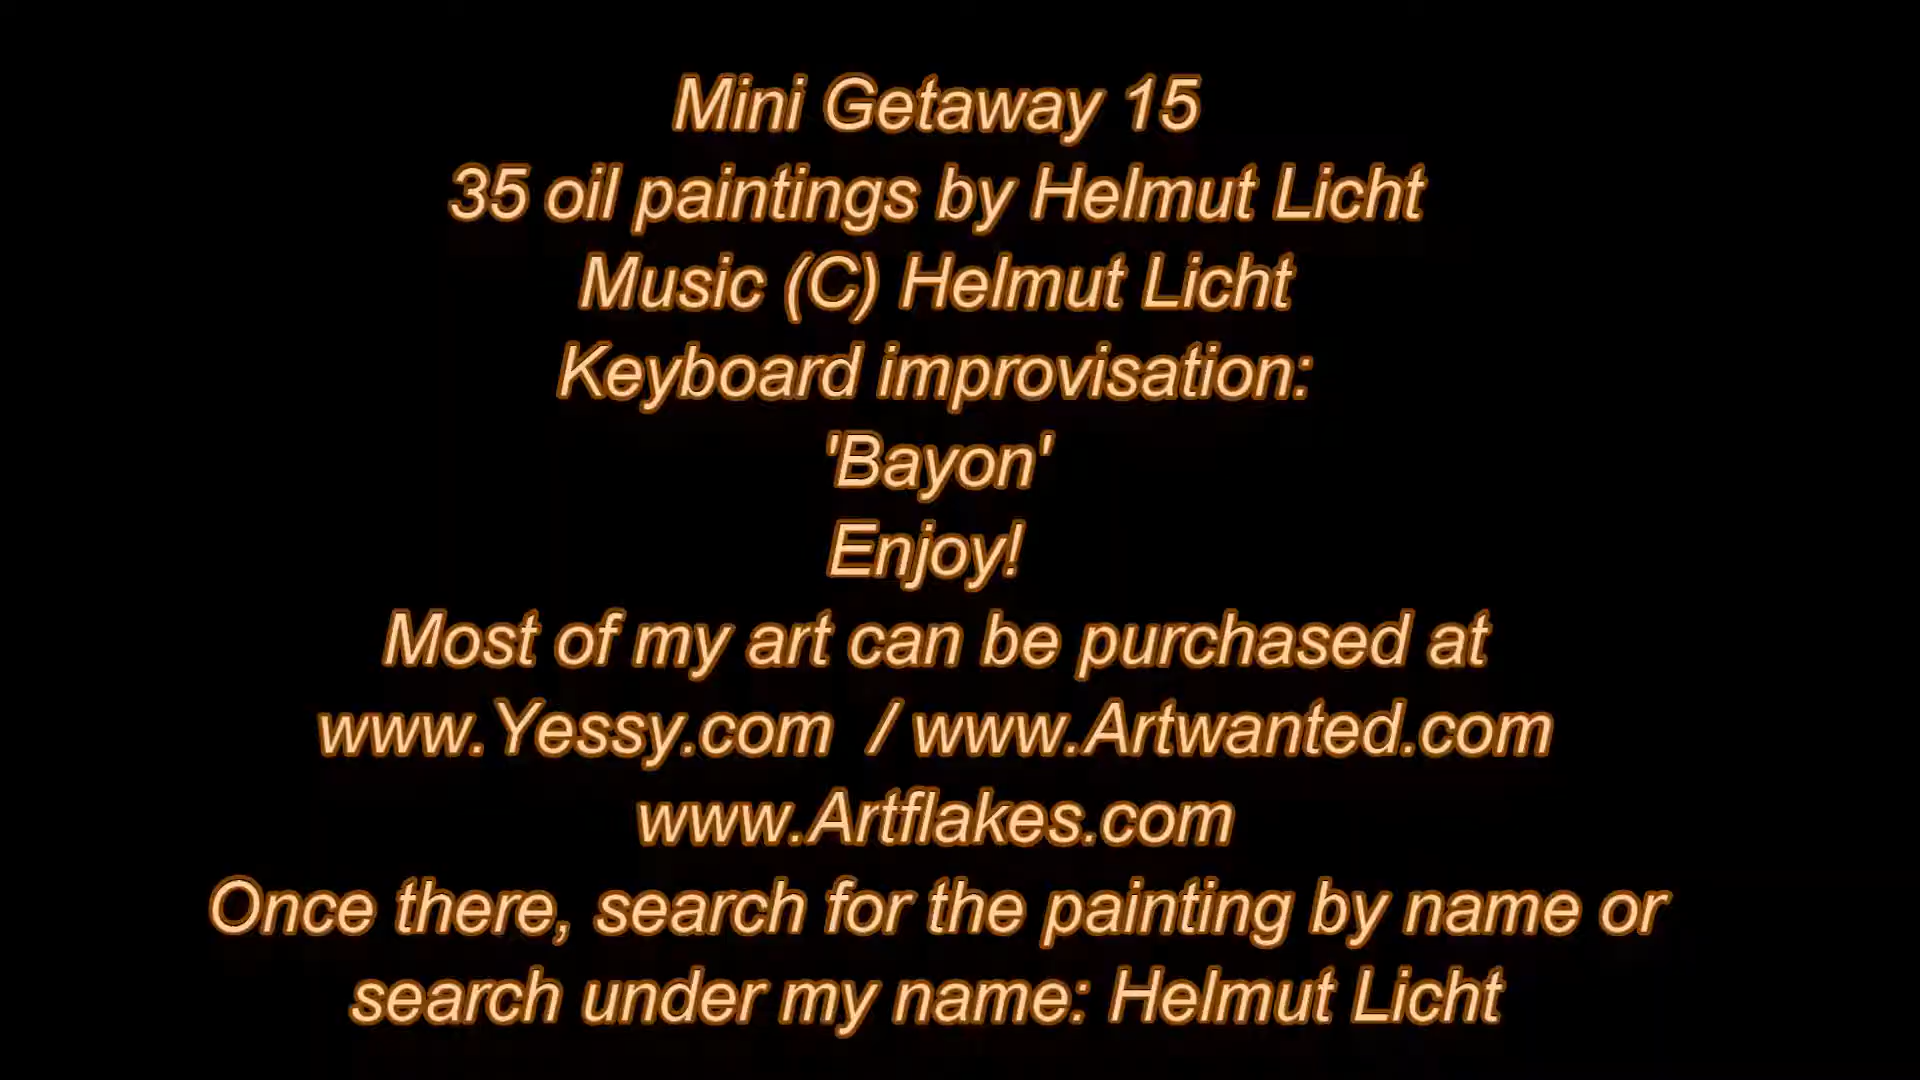 Mini Getaway 15
35 oil paintings by Helmut Licht
Music (C) Helmut Licht
Keyboard improvisation:
'Bayon'
Enjoy!
Most of my art can be purchased at
www.Yessy.com / www.Artwanted.com
www.Artflakes.com
Once there, search for the painting by name or
search under my name: Helmut Licht